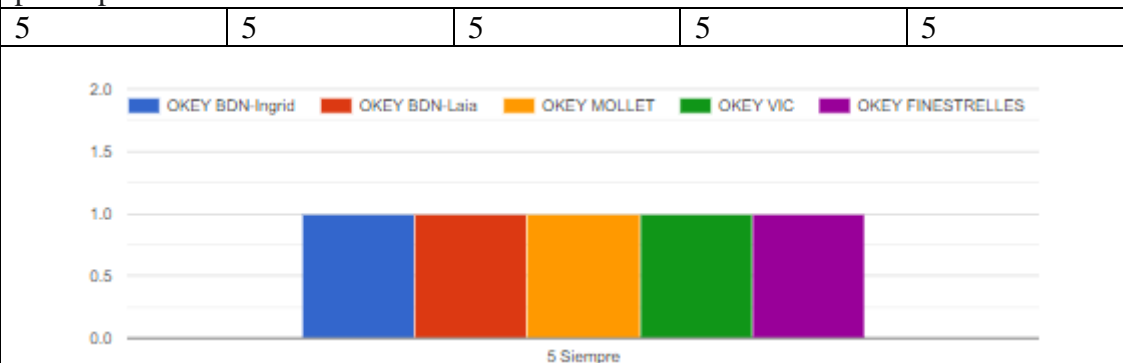 5 5 5 5 5
2.0
OKEY BDN-Ingrid OKEY BDN-Laia OKEY MOLLET OKEY VIC OKEY FINESTRELLES
1.5
1.0
0.5
0.0
5 Siempre